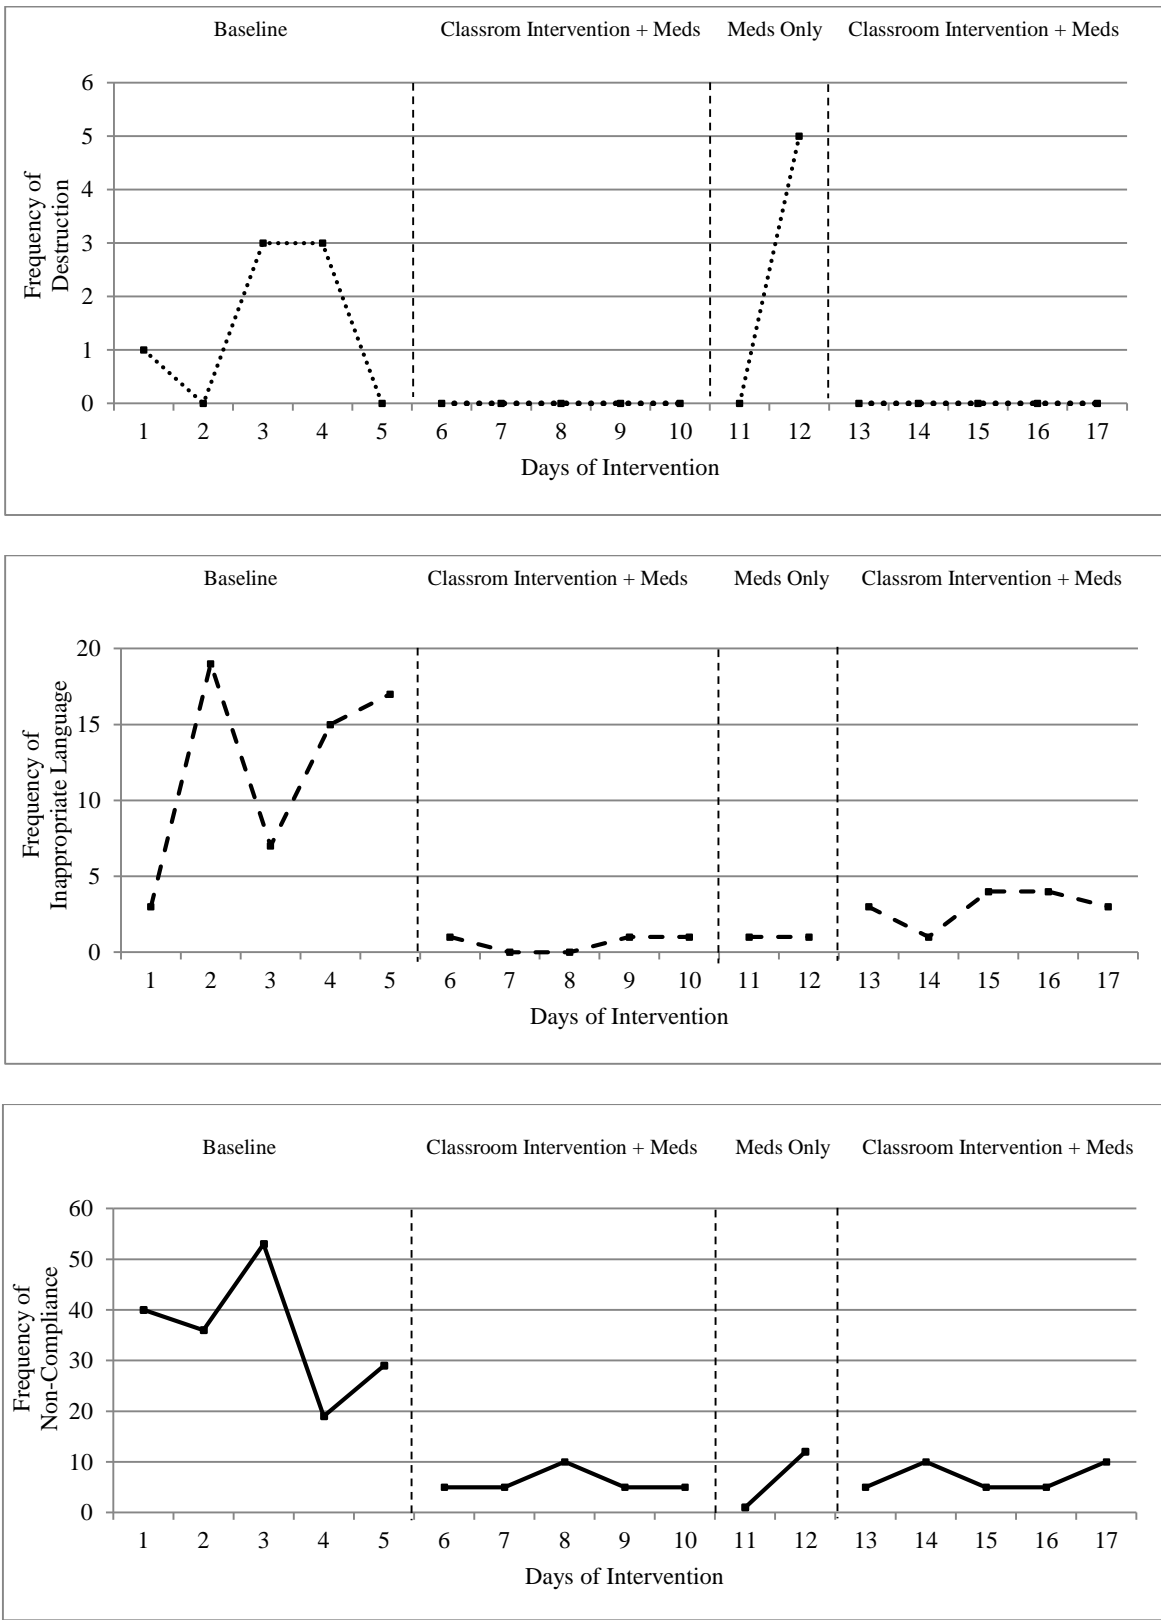 Baseline Classrom Intervention + Meds Meds Only Classroom Intervention + Meds
6
5
4
3
2
1
0
Frequency of
Destruction
1 2 3 4 5 6 7 8 9 10 11 12 13 14 15 16 17
Days of Intervention
Baseline Classrom Intervention + Meds Meds Only Classrom Intervention + Meds
20
15
10
5
0
Frequency of
Inappropriate Language
1 2 3 4 5 6 7 8 9 10 11 12 13 14 15 16 17
Days of Intervention
Baseline Classroom Intervention + Meds Meds Only Classroom Intervention + Meds
60
50
40
30
20
10
0
Frequency of
Non-Compliance
1 2 3 4 5 6 7 8 9 10 11 12 13 14 15 16 17
Days of Intervention